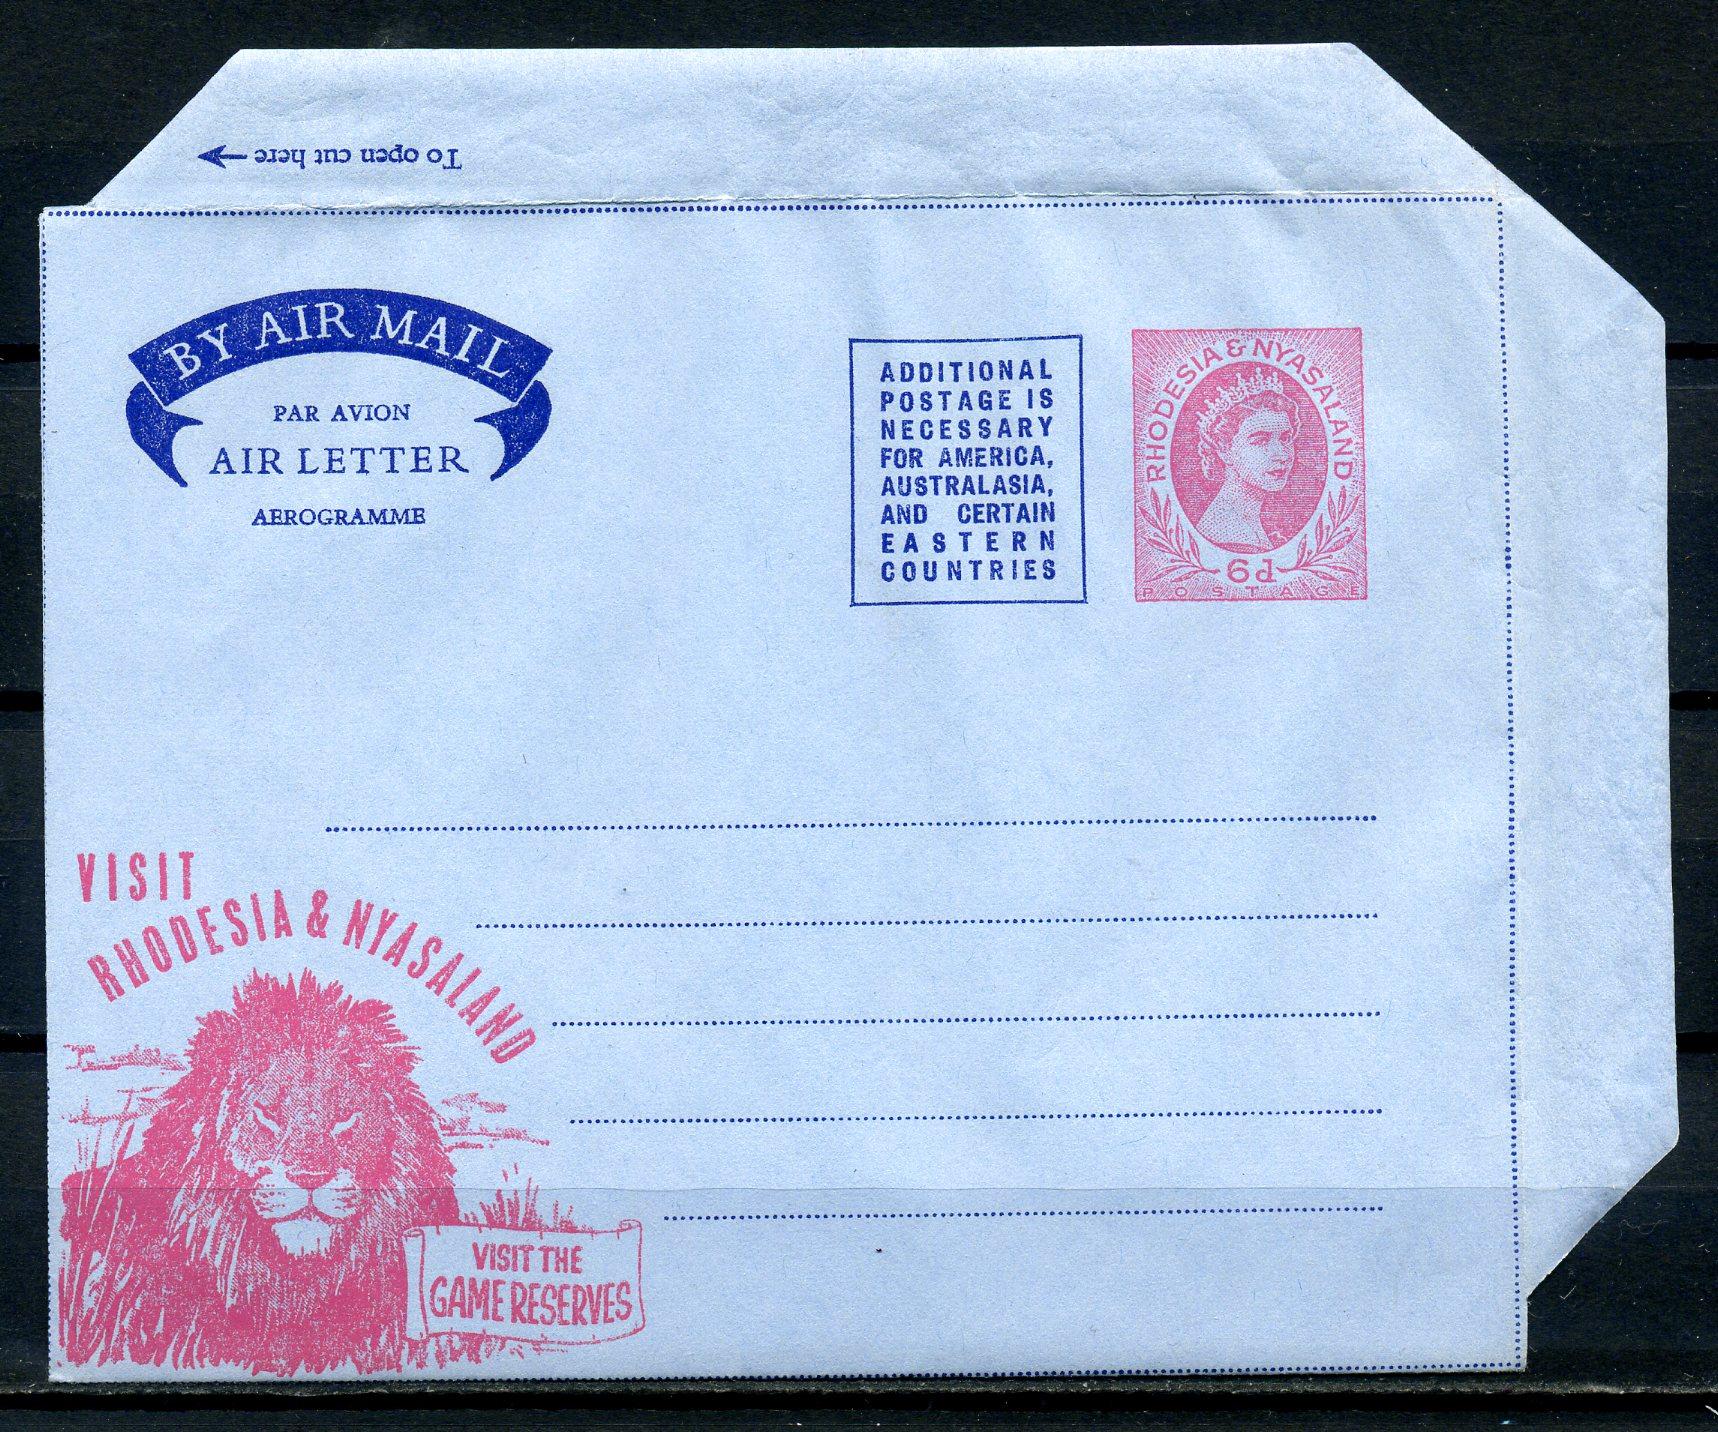 To open cut here
BY AIR MAIL
PAR AVION
AIR LETTER
AEROGRAMME
ADDITIONAL
POSTAGE IS
NECESSARY
FOR AMERICA,
AUSTRALASIA,
AND CERTAIN
EASTERN
COUNTRIES
RHODESIA & NYASALAND
6d
POSTAGE
VISIT
RHODESIA & NYASALAND
VISIT THE
GAME RESERVES